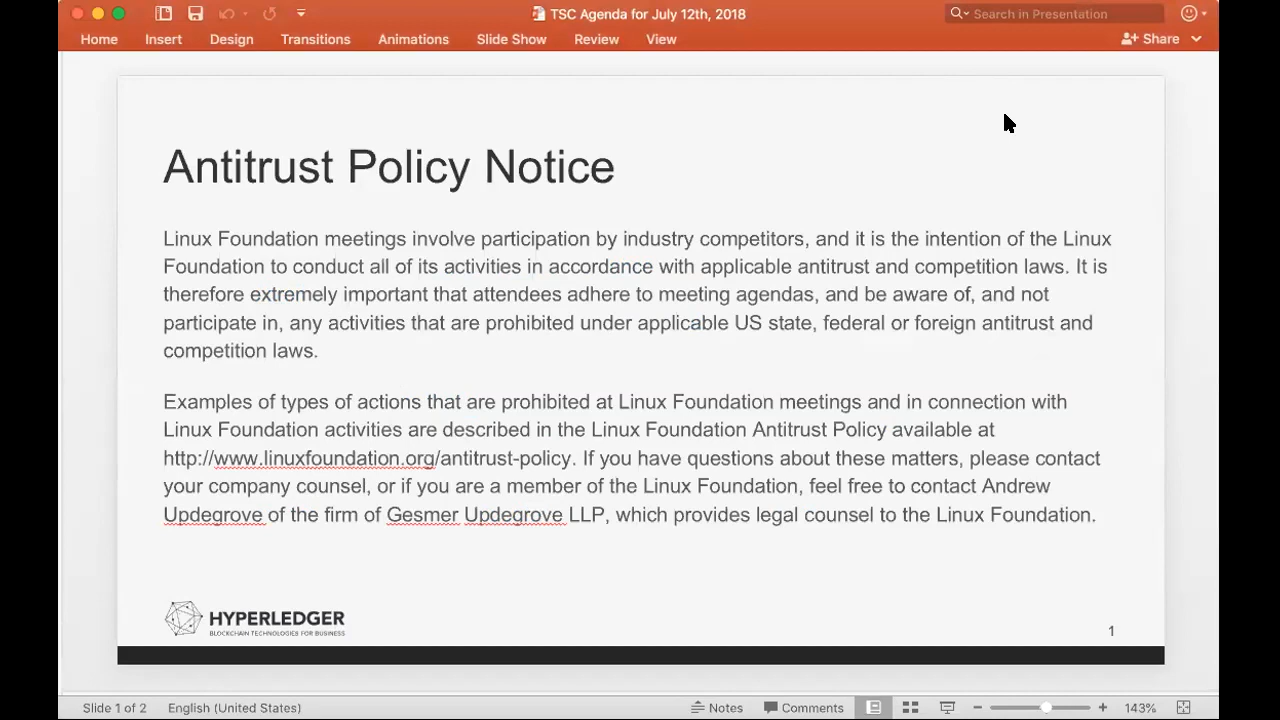 TSC Agenda for July 12th, 2018
Search in Presentation
Home Insert Design Transitions Animations Slide Show Review View Share
Antitrust Policy Notice
Linux Foundation meetings involve participation by industry competitors, and it is the intention of the Linux
Foundation to conduct all of its activities in accordance with applicable antitrust and competition laws. It is
therefore extremely important that attendees adhere to meeting agendas, and be aware of, and not
participate in, any activities that are prohibited under applicable US state, federal or foreign antitrust and
competition laws.
Examples of types of actions that are prohibited at Linux Foundation meetings and in connection with
Linux Foundation activities are described in the Linux Foundation Antitrust Policy available at
http://www.linuxfoundation.org/antitrust-policy. If you have questions about these matters, please contact
your company counsel, or if you are a member of the Linux Foundation, feel free to contact Andrew
Updegrove of the firm of Gesmer Updegrove LLP, which provides legal counsel to the Linux Foundation.
HYPERLEDGER
BLOCKCHAIN TECHNOLOGIES FOR BUSINESS
1
Slide 1 of 2 English (United States) Notes Comments 143%